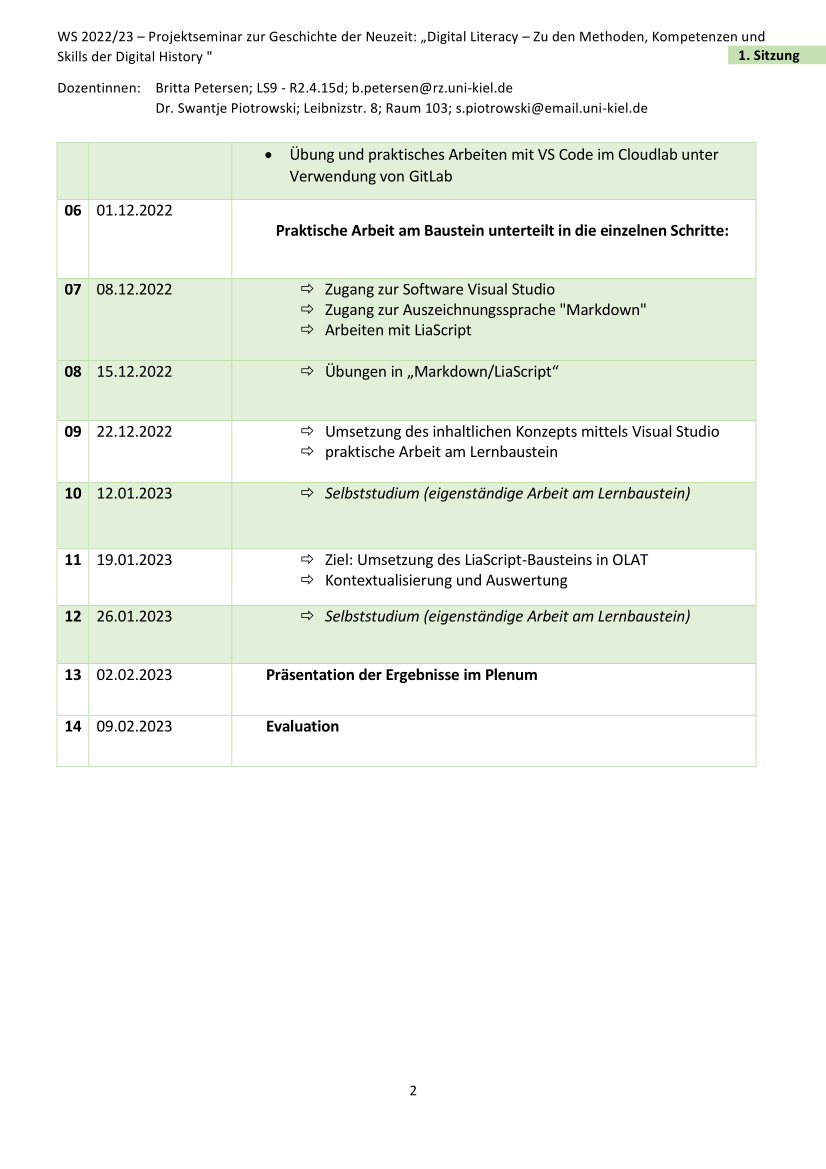 WS 2022/23 – Projektseminar zur Geschichte der Neuzeit: „Digital Literacy – Zu den Methoden, Kompetenzen und
Skills der Digital History "
1. Sitzung
Dozentinnen: Britta Petersen; LS9 - R2.4.15d; b.petersen@rz.uni-kiel.de
Dr. Swantje Piotrowski; Leibnizstr. 8; Raum 103; s.piotrowski@email.uni-kiel.de
• Übung und praktisches Arbeiten mit VS Code im Cloudlab unter
Verwendung von GitLab
06 01.12.2022
Praktische Arbeit am Baustein unterteilt in die einzelnen Schritte:
07 08.12.2022 ⇨ Zugang zur Software Visual Studio
⇨ Zugang zur Auszeichnungssprache "Markdown"
⇨ Arbeiten mit LiaScript
08 15.12.2022 ⇨ Übungen in „Markdown/LiaScript“
09 22.12.2022 ⇨ Umsetzung des inhaltlichen Konzepts mittels Visual Studio
⇨ praktische Arbeit am Lernbaustein
10 12.01.2023 ⇨ Selbststudium (eigenständige Arbeit am Lernbaustein)
11 19.01.2023 ⇨ Ziel: Umsetzung des LiaScript-Bausteins in OLAT
⇨ Kontextualisierung und Auswertung
12 26.01.2023 ⇨ Selbststudium (eigenständige Arbeit am Lernbaustein)
13 02.02.2023 Präsentation der Ergebnisse im Plenum
14 09.02.2023 Evaluation
2